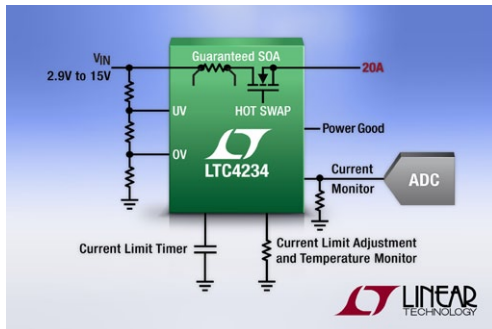 Guaranteed SOA
VIN
2.9V to 15V
20A
UV
HOT SWAP
Power Good
OV
LTC4234
Current
Monitor
ADC
Current Limit Timer
Current Limit Adjustment
and Temperature Monitor
LINEAR
TECHNOLOGY